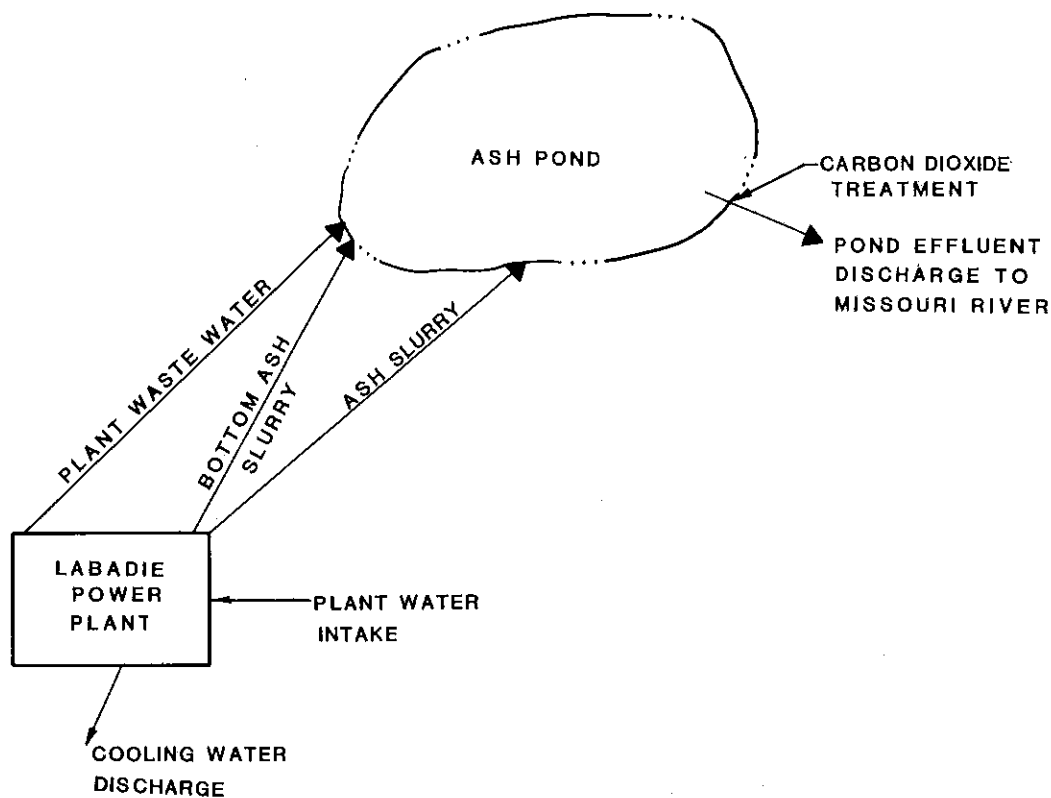 ASH POND
CARBON DIOXIDE
TREATMENT
POND EFFLUENT
DISCHARGE TO
MISSOURI RIVER
PLANT WASTE WATER
BOTTOM ASH
SLURRY
ASH SLURRY
LABADIE
POWER
PLANT
PLANT WATER
INTAKE
COOLING WATER
DISCHARGE